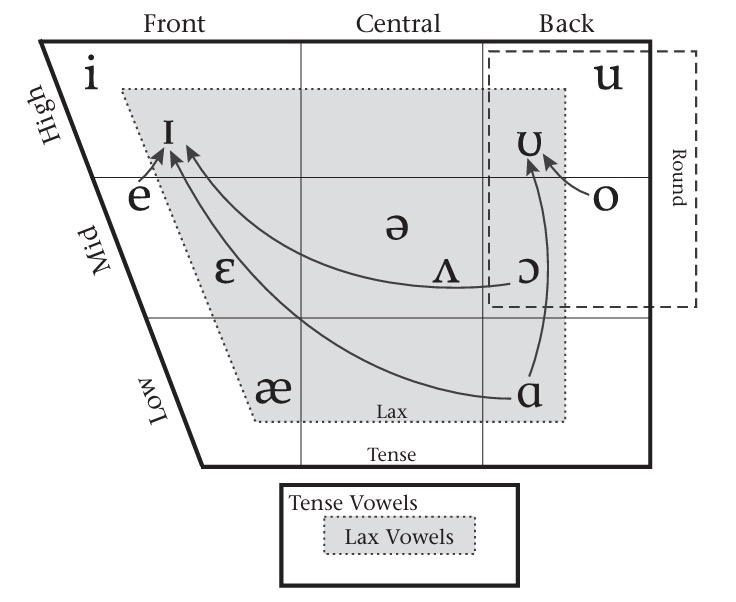 Front Central Back
i u
High
ɪ ʊ
Round
e o
ə
Mid
ɛ ʌ ɔ
æ ɑ
Low
Lax
Tense
Tense Vowels
Lax Vowels